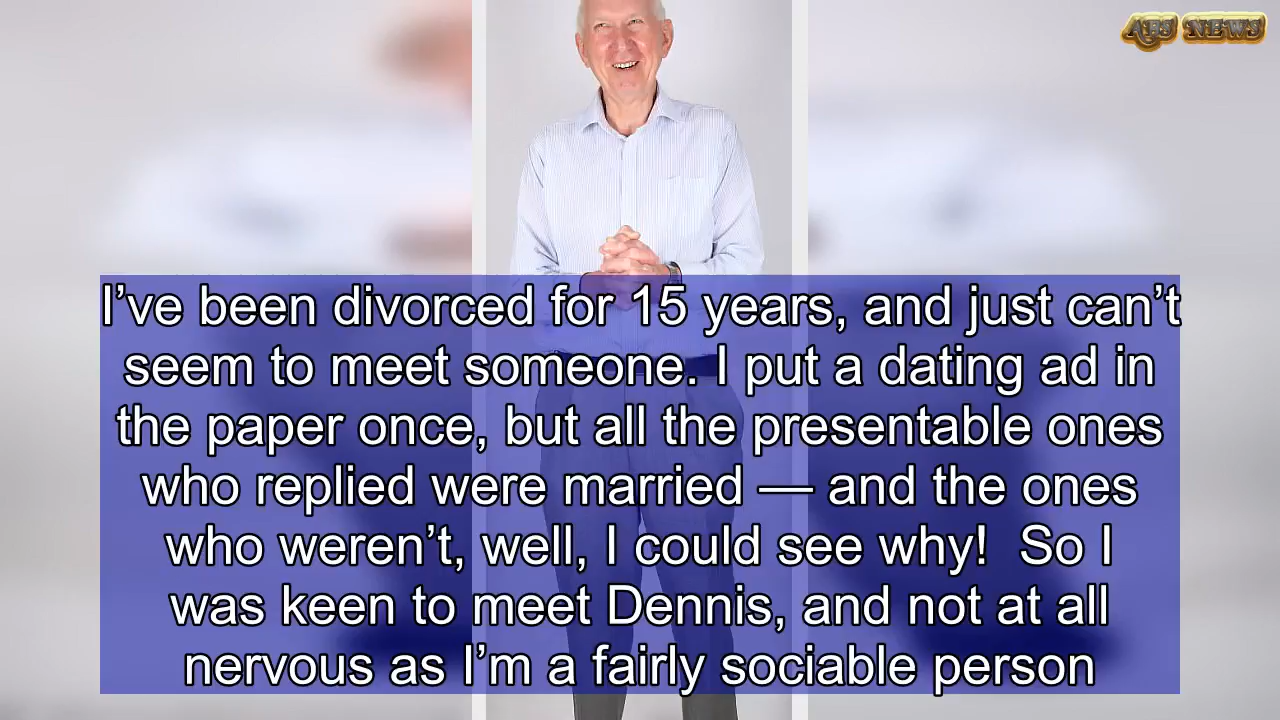 ABS NEWS
I’ve been divorced for 15 years, and just can’t
seem to meet someone. I put a dating ad in
the paper once, but all the presentable ones
who replied were married — and the ones
who weren’t, well, I could see why!  So I
was keen to meet Dennis, and not at all
nervous as I’m a fairly sociable person